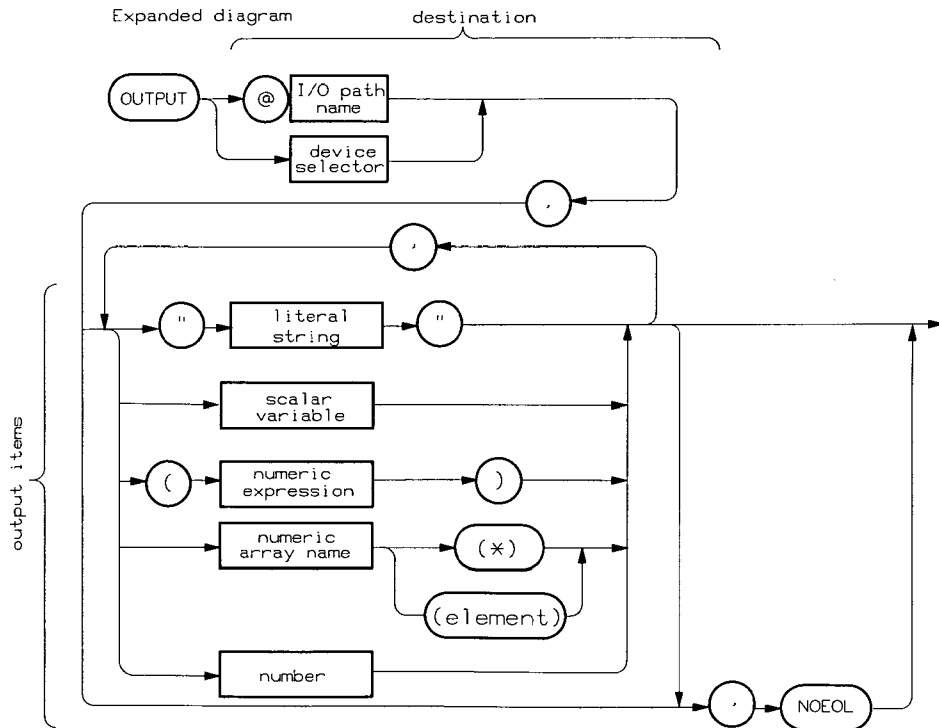 Expanded diagram
destination
OUTPUT
@
I/O path
name
device
selector
,
,
output items
"
literal
string
"
scalar
variable
(
numeric
expression
)
numeric
array name
(*)
(element)
number
,
NOEOL